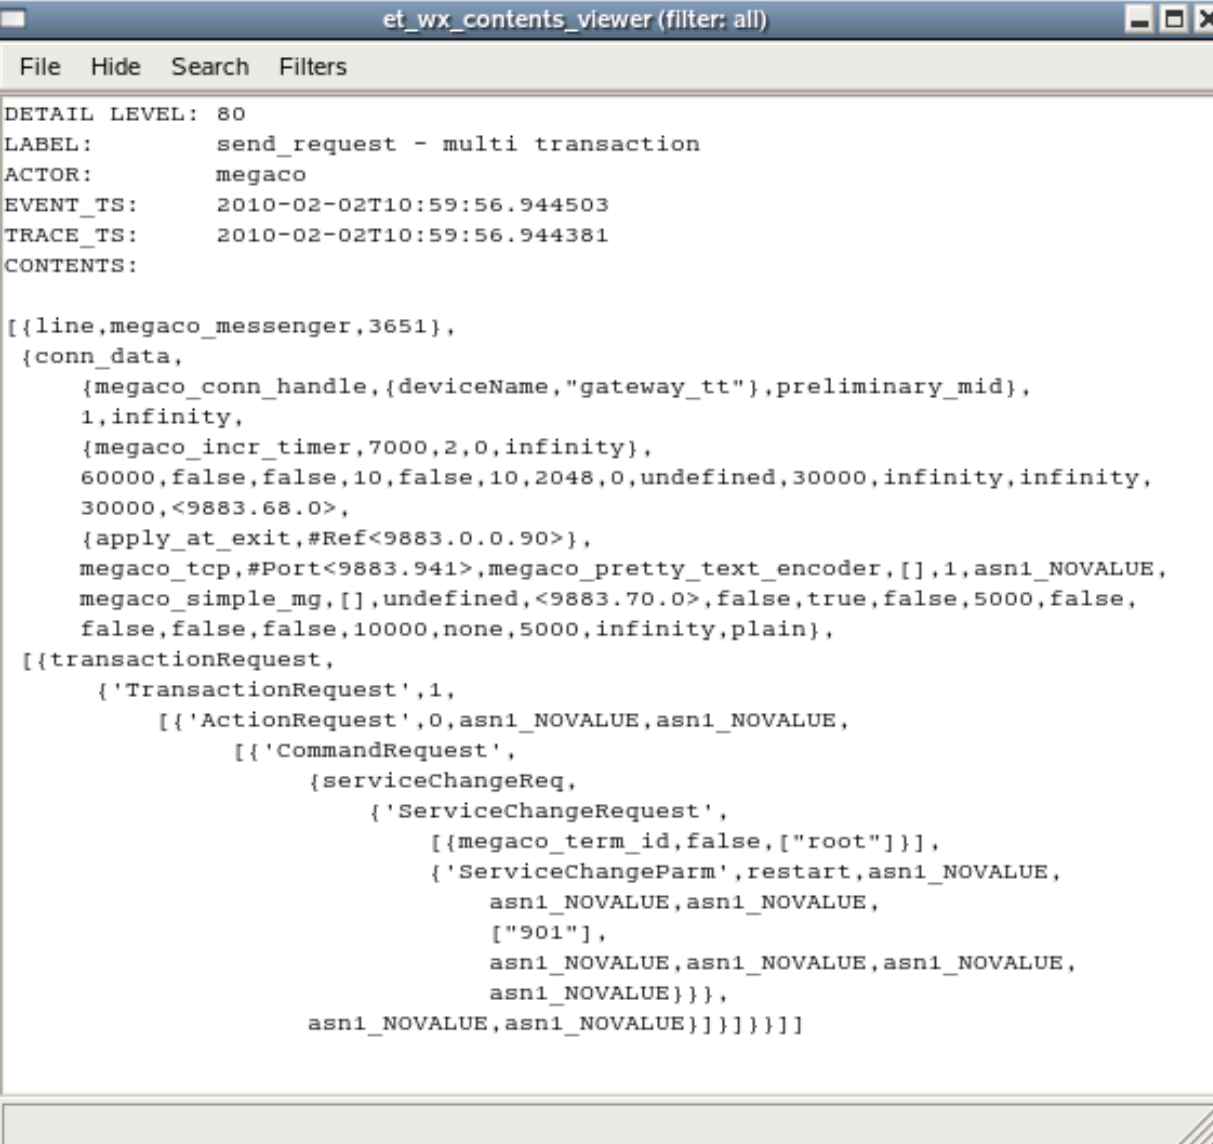 et_wx_contents_viewer (filter: all)
File Hide Search Filters
DETAIL LEVEL: 80
LABEL: send_request - multi transaction
ACTOR: megaco
EVENT_TS: 2010-02-02T10:59:56.944503
TRACE_TS: 2010-02-02T10:59:56.944381
CONTENTS:
[{line,megaco_messenger,3651},
{conn_data,
{megaco_conn_handle,{deviceName,"gateway_tt"},preliminary_mid},
1,infinity,
{megaco_incr_timer,7000,2,0,infinity},
60000,false,false,10,false,10,2048,0,undefined,30000,infinity,infinity,
30000,<9883.68.0>,
{apply_at_exit,#Ref<9883.0.0.90>},
megaco_tcp,#Port<9883.941>,megaco_pretty_text_encoder,[],1,asn1_NOVALUE,
megaco_simple_mg,[],undefined,<9883.70.0>,false,true,false,5000,false,
false,false,false,10000,none,5000,infinity,plain},
[{transactionRequest,
{'TransactionRequest',1,
[{'ActionRequest',0,asn1_NOVALUE,asn1_NOVALUE,
[{'CommandRequest',
{serviceChangeReq,
{'ServiceChangeRequest',
[{megaco_term_id,false,["root"]}],
{'ServiceChangeParm',restart,asn1_NOVALUE,
asn1_NOVALUE,asn1_NOVALUE,
["901"],
asn1_NOVALUE,asn1_NOVALUE,asn1_NOVALUE,
asn1_NOVALUE}}},
asn1_NOVALUE,asn1_NOVALUE}]}]}}]]